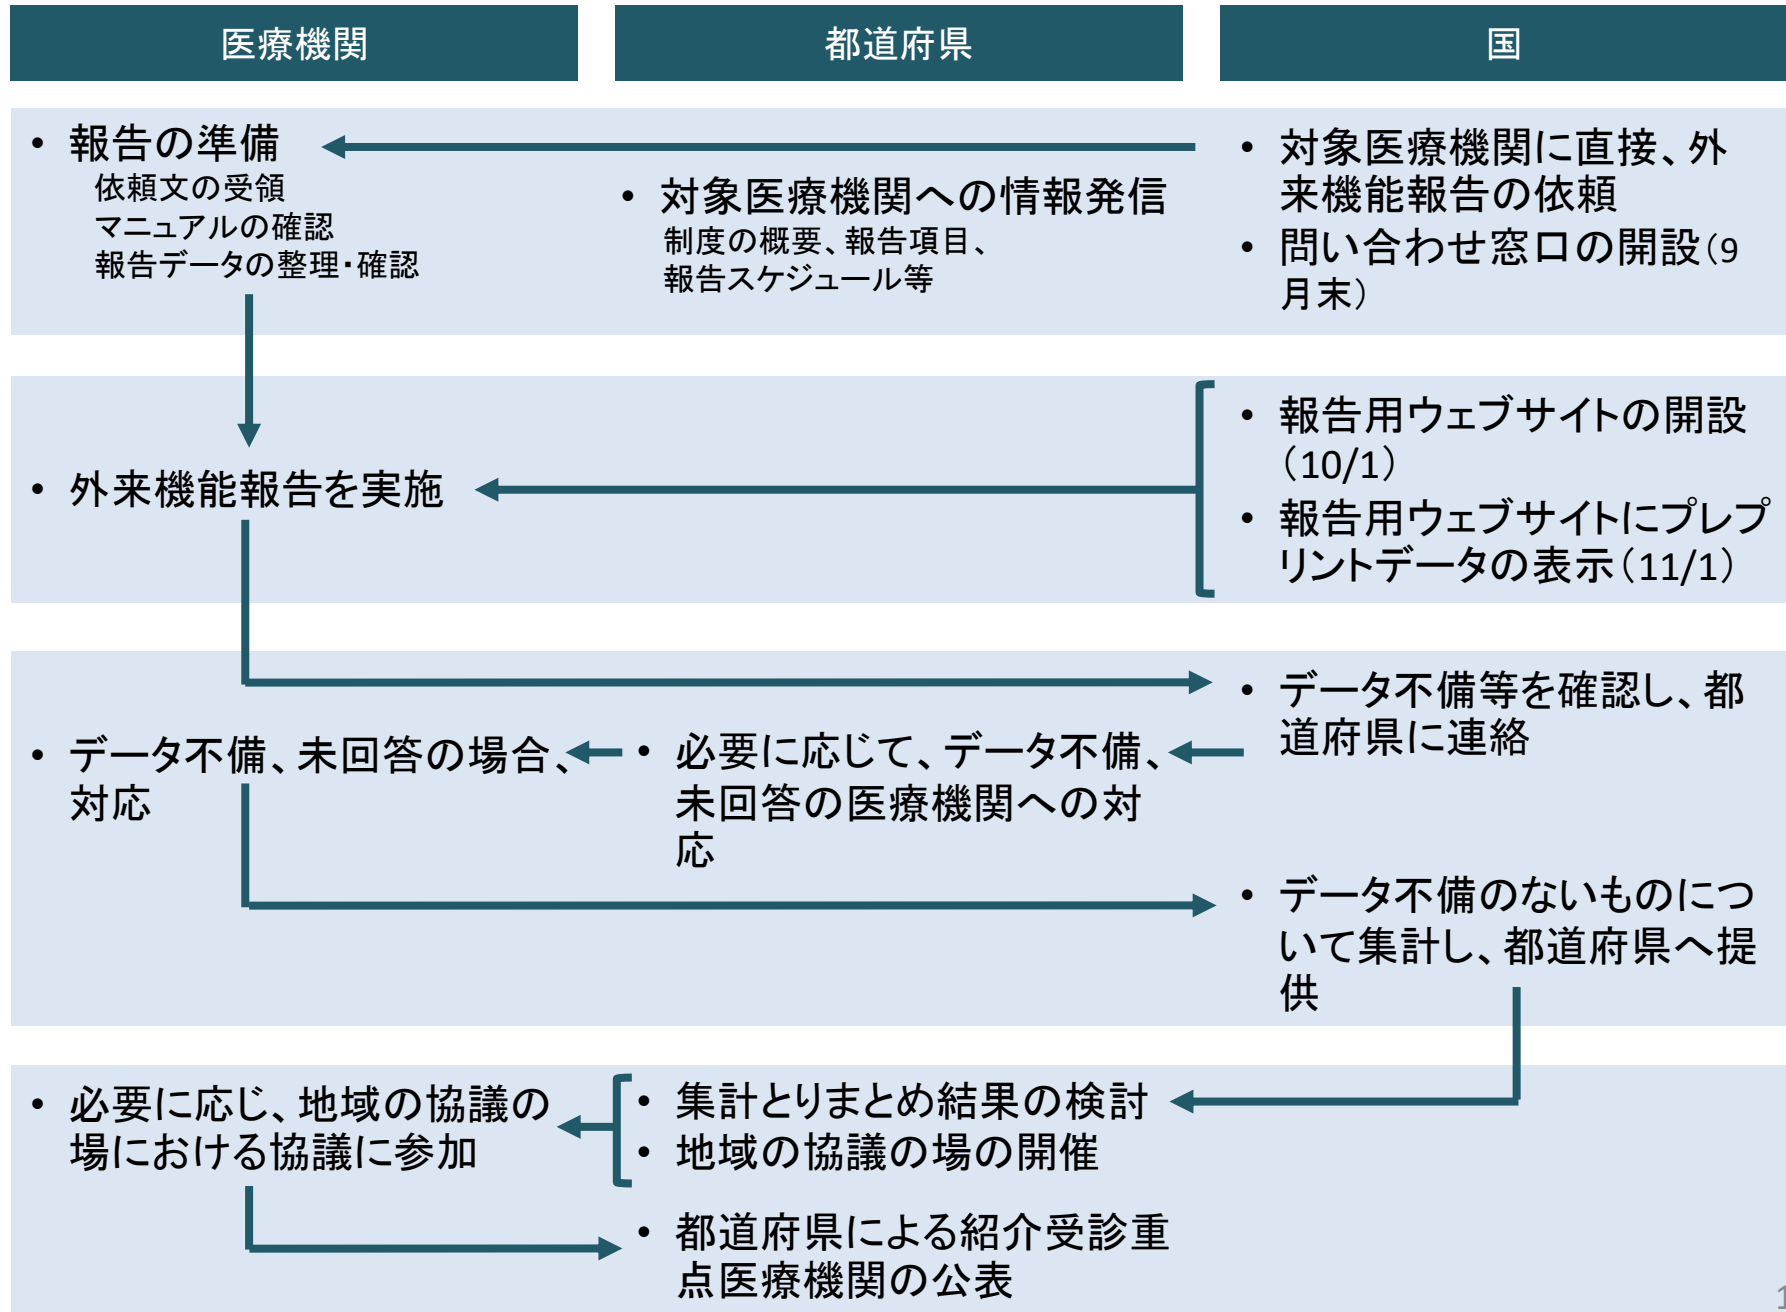 医療機関
都道府県
国
• 報告の準備
依頼文の受領
マニュアルの確認
報告データの整理・確認
• 対象医療機関への情報発信
制度の概要、報告項目、
報告スケジュール等
• 対象医療機関に直接、外
来機能報告の依頼
• 問い合わせ窓口の開設（9
月末）
• 外来機能報告を実施
• 報告用ウェブサイトの開設
（10/1）
• 報告用ウェブサイトにプレプ
リントデータの表示（11/1）
• データ不備等を確認し、都
道府県に連絡
• 必要に応じて、データ不備、
未回答の医療機関への対
応
• データ不備、未回答の場合、
対応
• データ不備のないものにつ
いて集計し、都道府県へ提
供
• 集計とりまとめ結果の検討
• 地域の協議の場の開催
• 必要に応じ、地域の協議の
場における協議に参加
• 都道府県による紹介受診重
点医療機関の公表